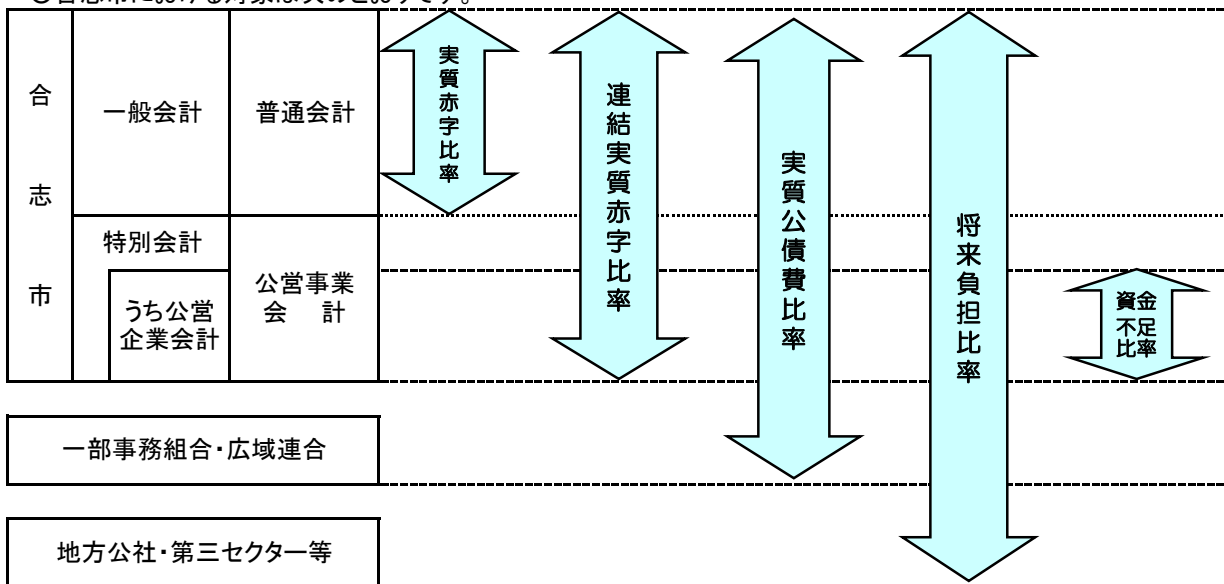 ○合志市における対象は次のとおりです。
合志市
一般会計
普通会計
特別会計
うち公営
企業会計
公営事業
会　計
実質赤字比率
連結実質赤字比率
実質公債費比率
将来負担比率
資金
不足
比率
一部事務組合・広域連合
地方公社・第三セクター等